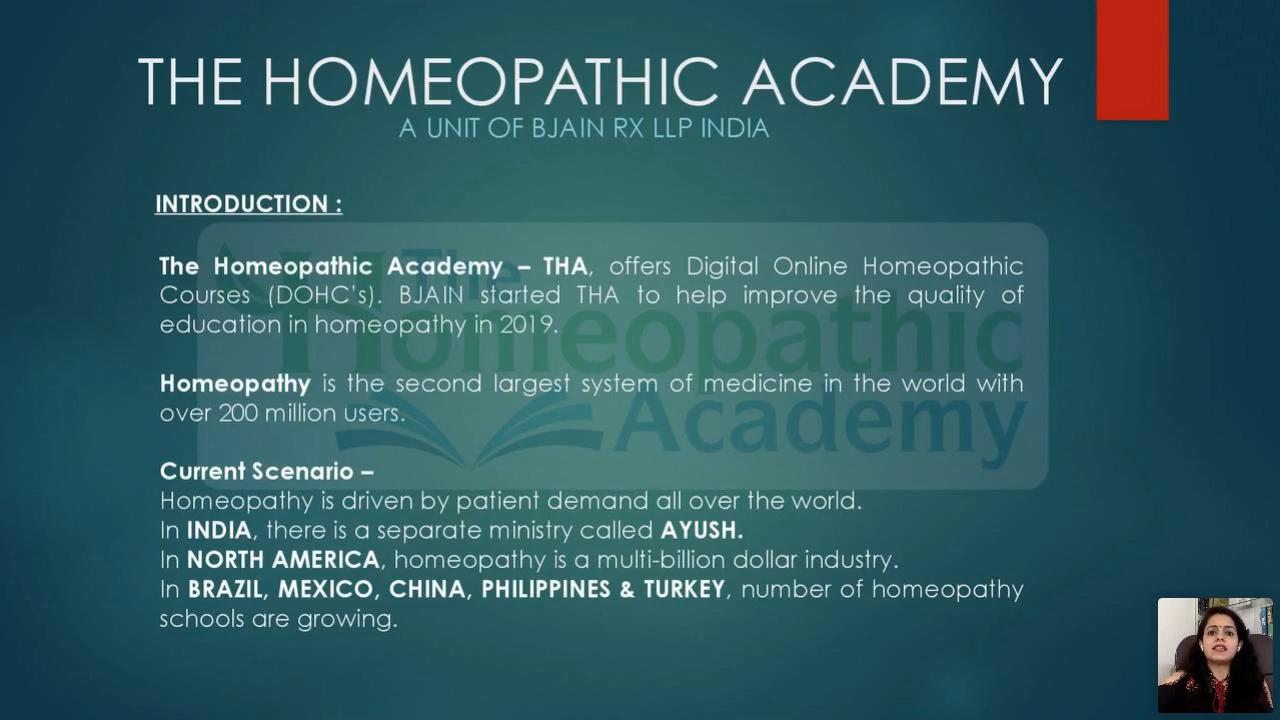 THE HOMEOPATHIC ACADEMY
A UNIT OF BJAIN RX LLP INDIA
INTRODUCTION :
The Homeopathic Academy – THA, offers Digital Online Homeopathic
Courses (DOHC's). BJAIN started THA to help improve the quality of
education in homeopathy in 2019.
Homeopathy is the second largest system of medicine in the world with
over 200 million users.
Current Scenario –
Homeopathy is driven by patient demand all over the world.
In INDIA, there is a separate ministry called AYUSH.
In NORTH AMERICA, homeopathy is a multi-billion dollar industry.
In BRAZIL, MEXICO, CHINA, PHILIPPINES & TURKEY, number of homeopathy
schools are growing.
The
Homeopathic
Academy